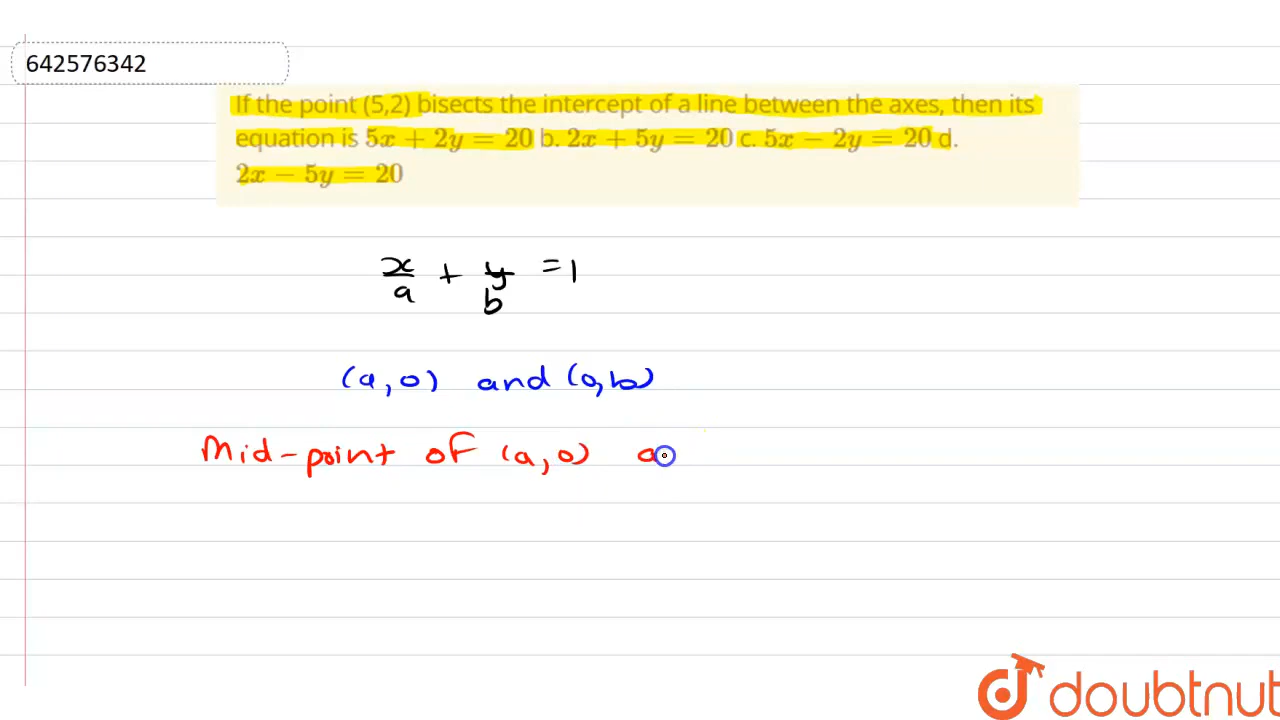 642576342
If the point (5,2) bisects the intercept of a line between the axes, then its
equation is 5x + 2y = 20 b. 2x + 5y = 20 c. 5x − 2y = 20 d.
2x − 5y = 20
x/a + y/b = 1
(a,0) and (0,b)
Mid-point of (a,0) a
doubtnut